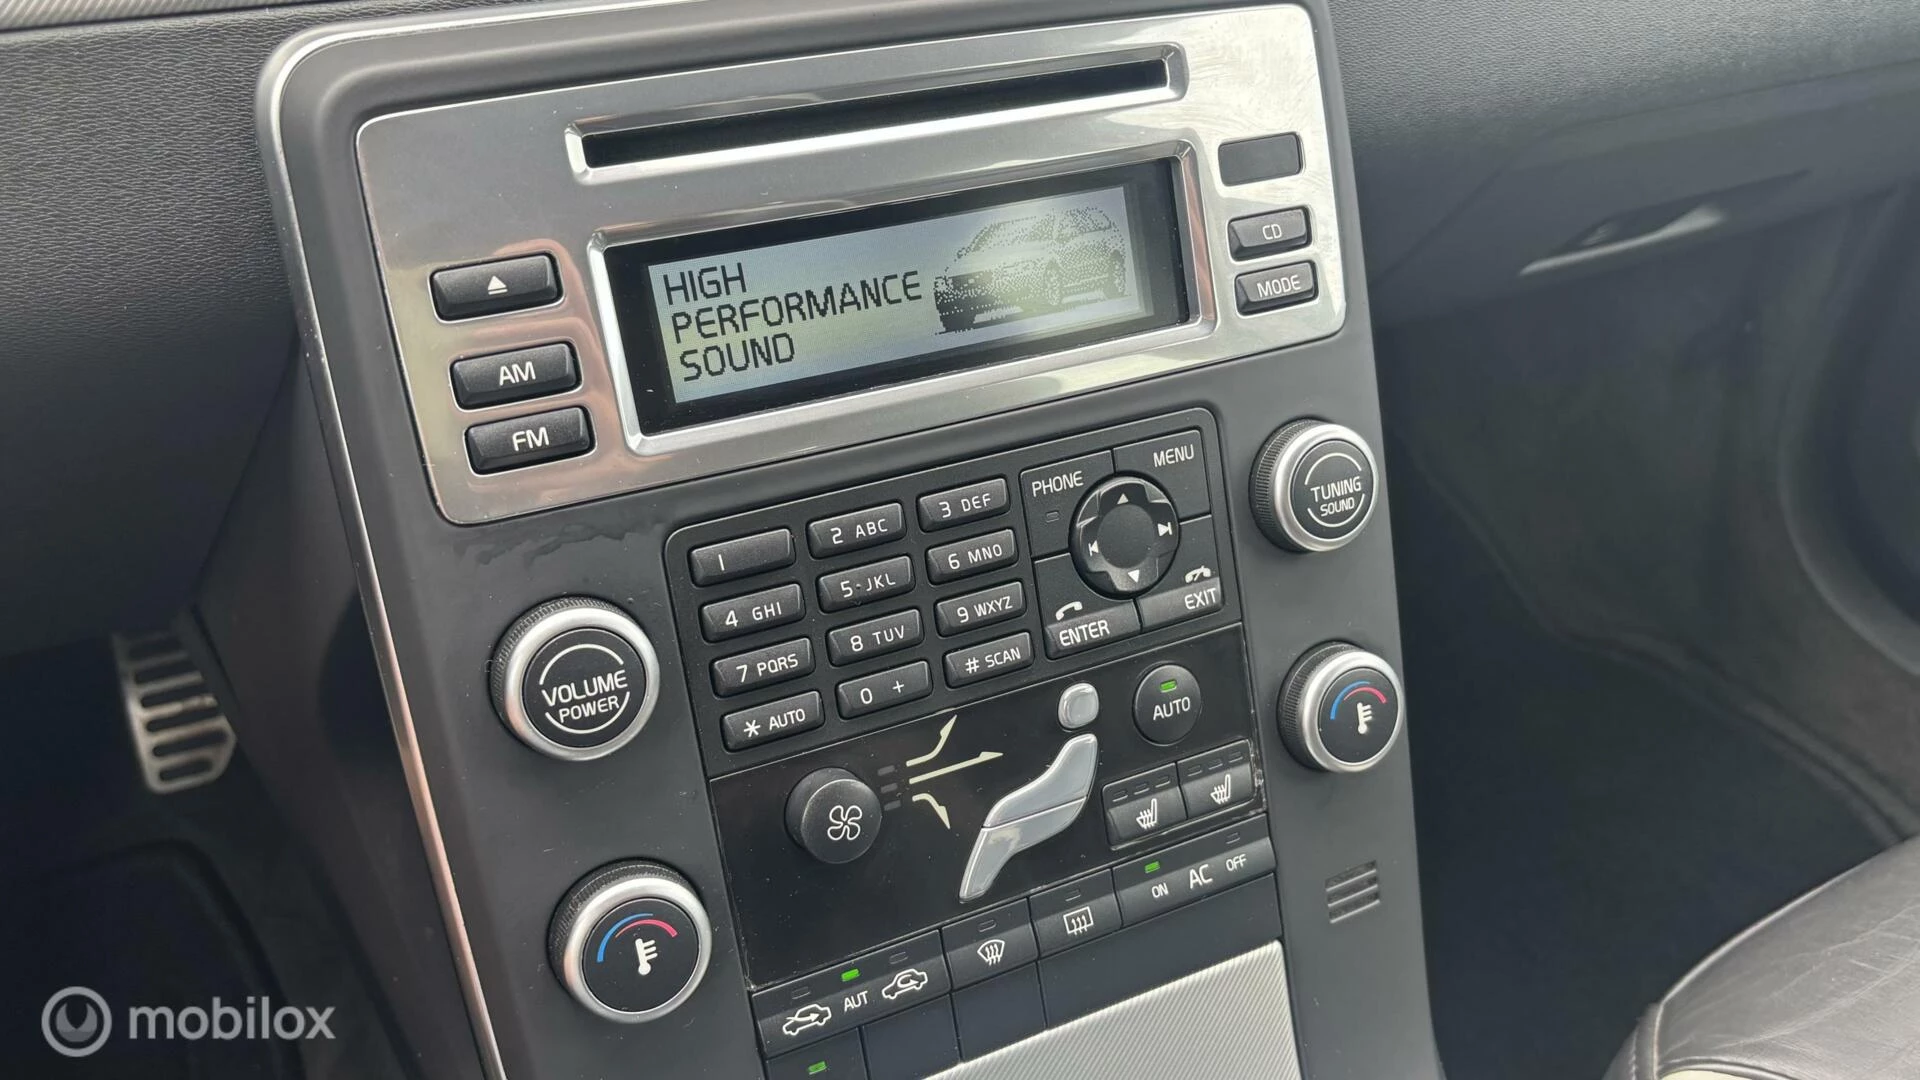 HIGH
PERFORMANCE
SOUND
CD
MODE
AM
FM
PHONE
MENU
TUNING
SOUND
1
2 ABC
3 DEF
4 GHI
5-JKL
6 MNO
7 PQRS
8 TUV
9 WXYZ
* AUTO
0 +
# SCAN
ENTER
EXIT
VOLUME
POWER
AUTO
ON AC OFF
AUT
mobilox